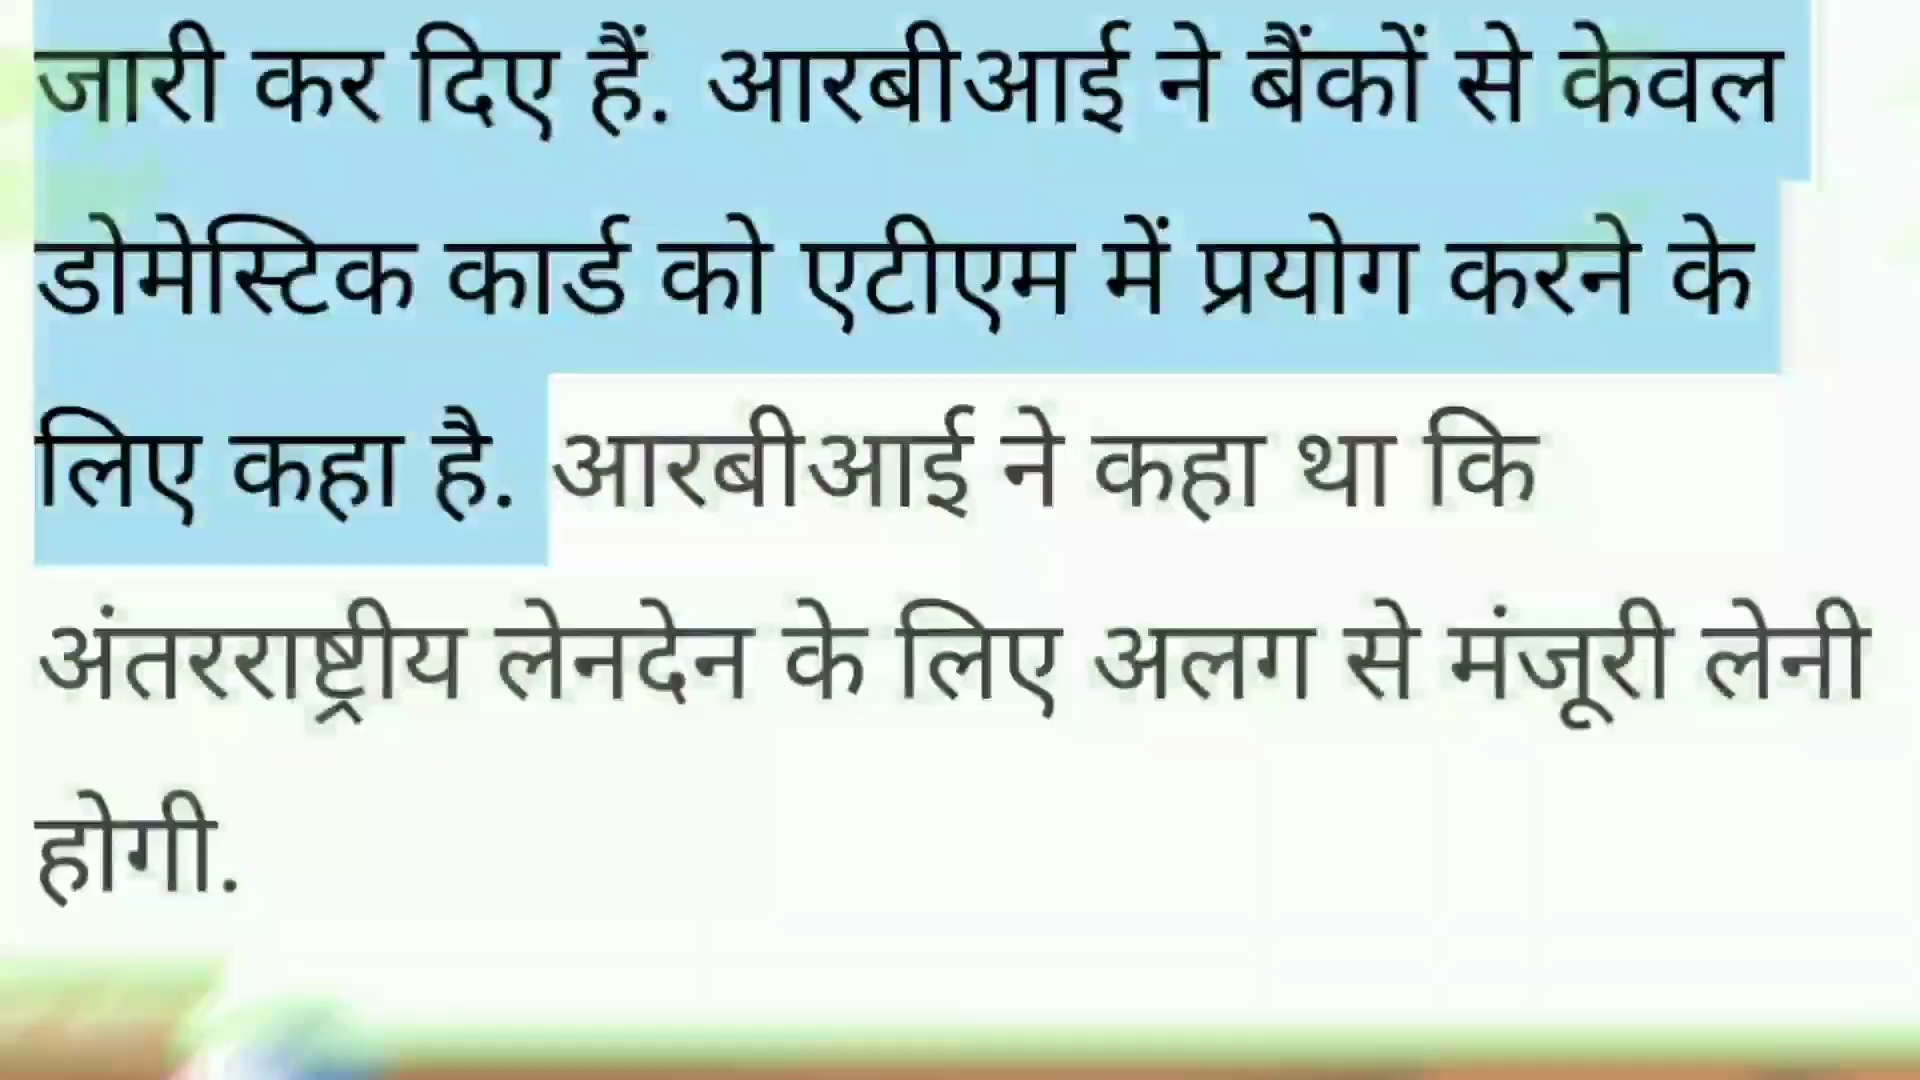 जारी कर दिए हैं. आरबीआई ने बैंकों से केवल
डोमेस्टिक कार्ड को एटीएम में प्रयोग करने के
लिए कहा है. आरबीआई ने कहा था कि
अंतरराष्ट्रीय लेनदेन के लिए अलग से मंजूरी लेनी
होगी.